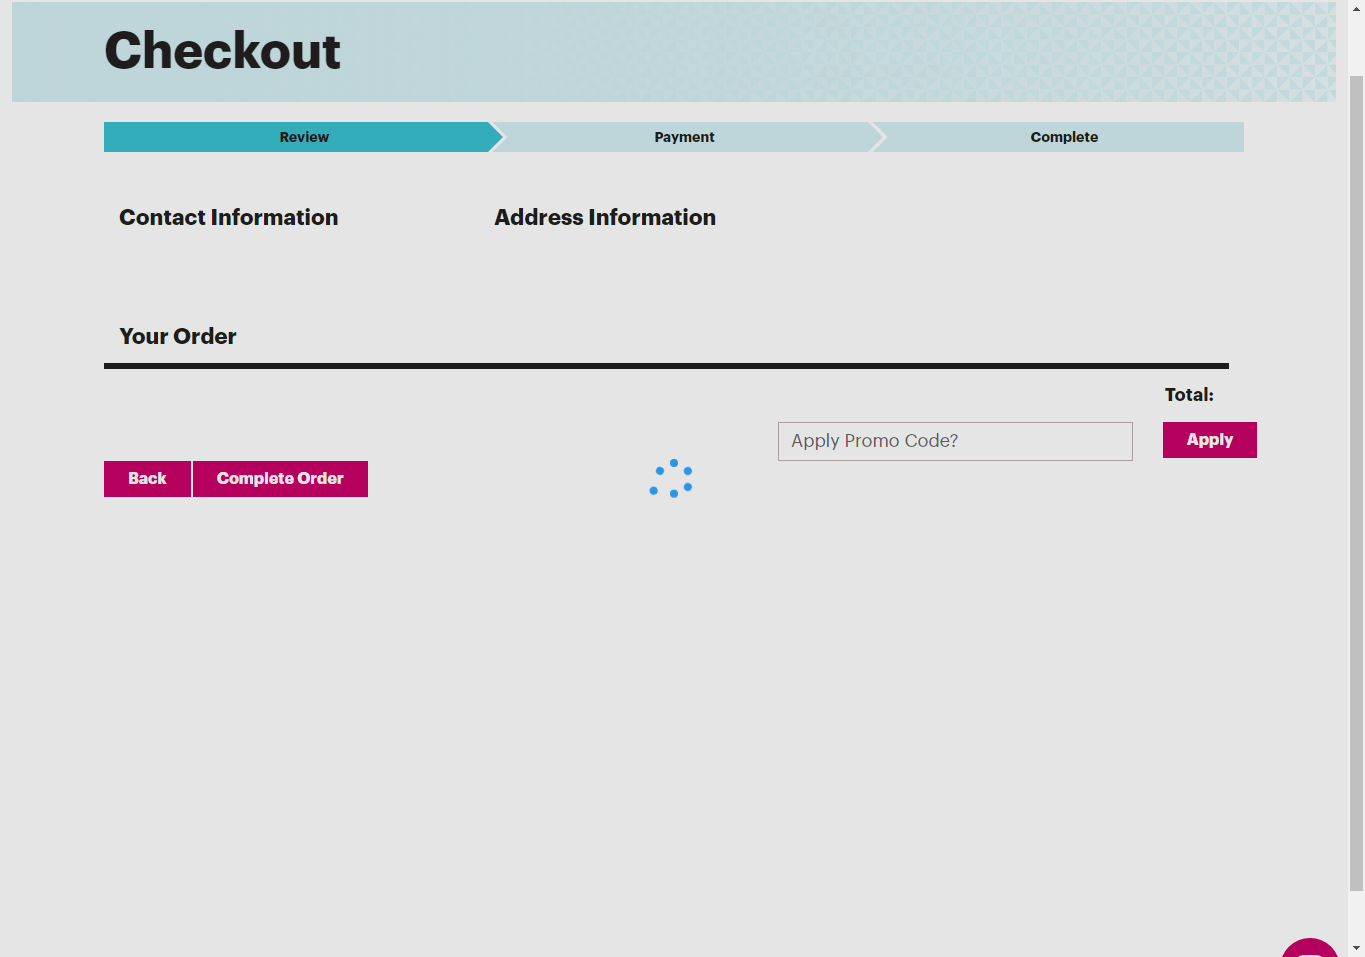 Checkout
Review
Payment
Complete
Contact Information
Address Information
Your Order
Total:
Apply Promo Code?
Apply
Back
Complete Order